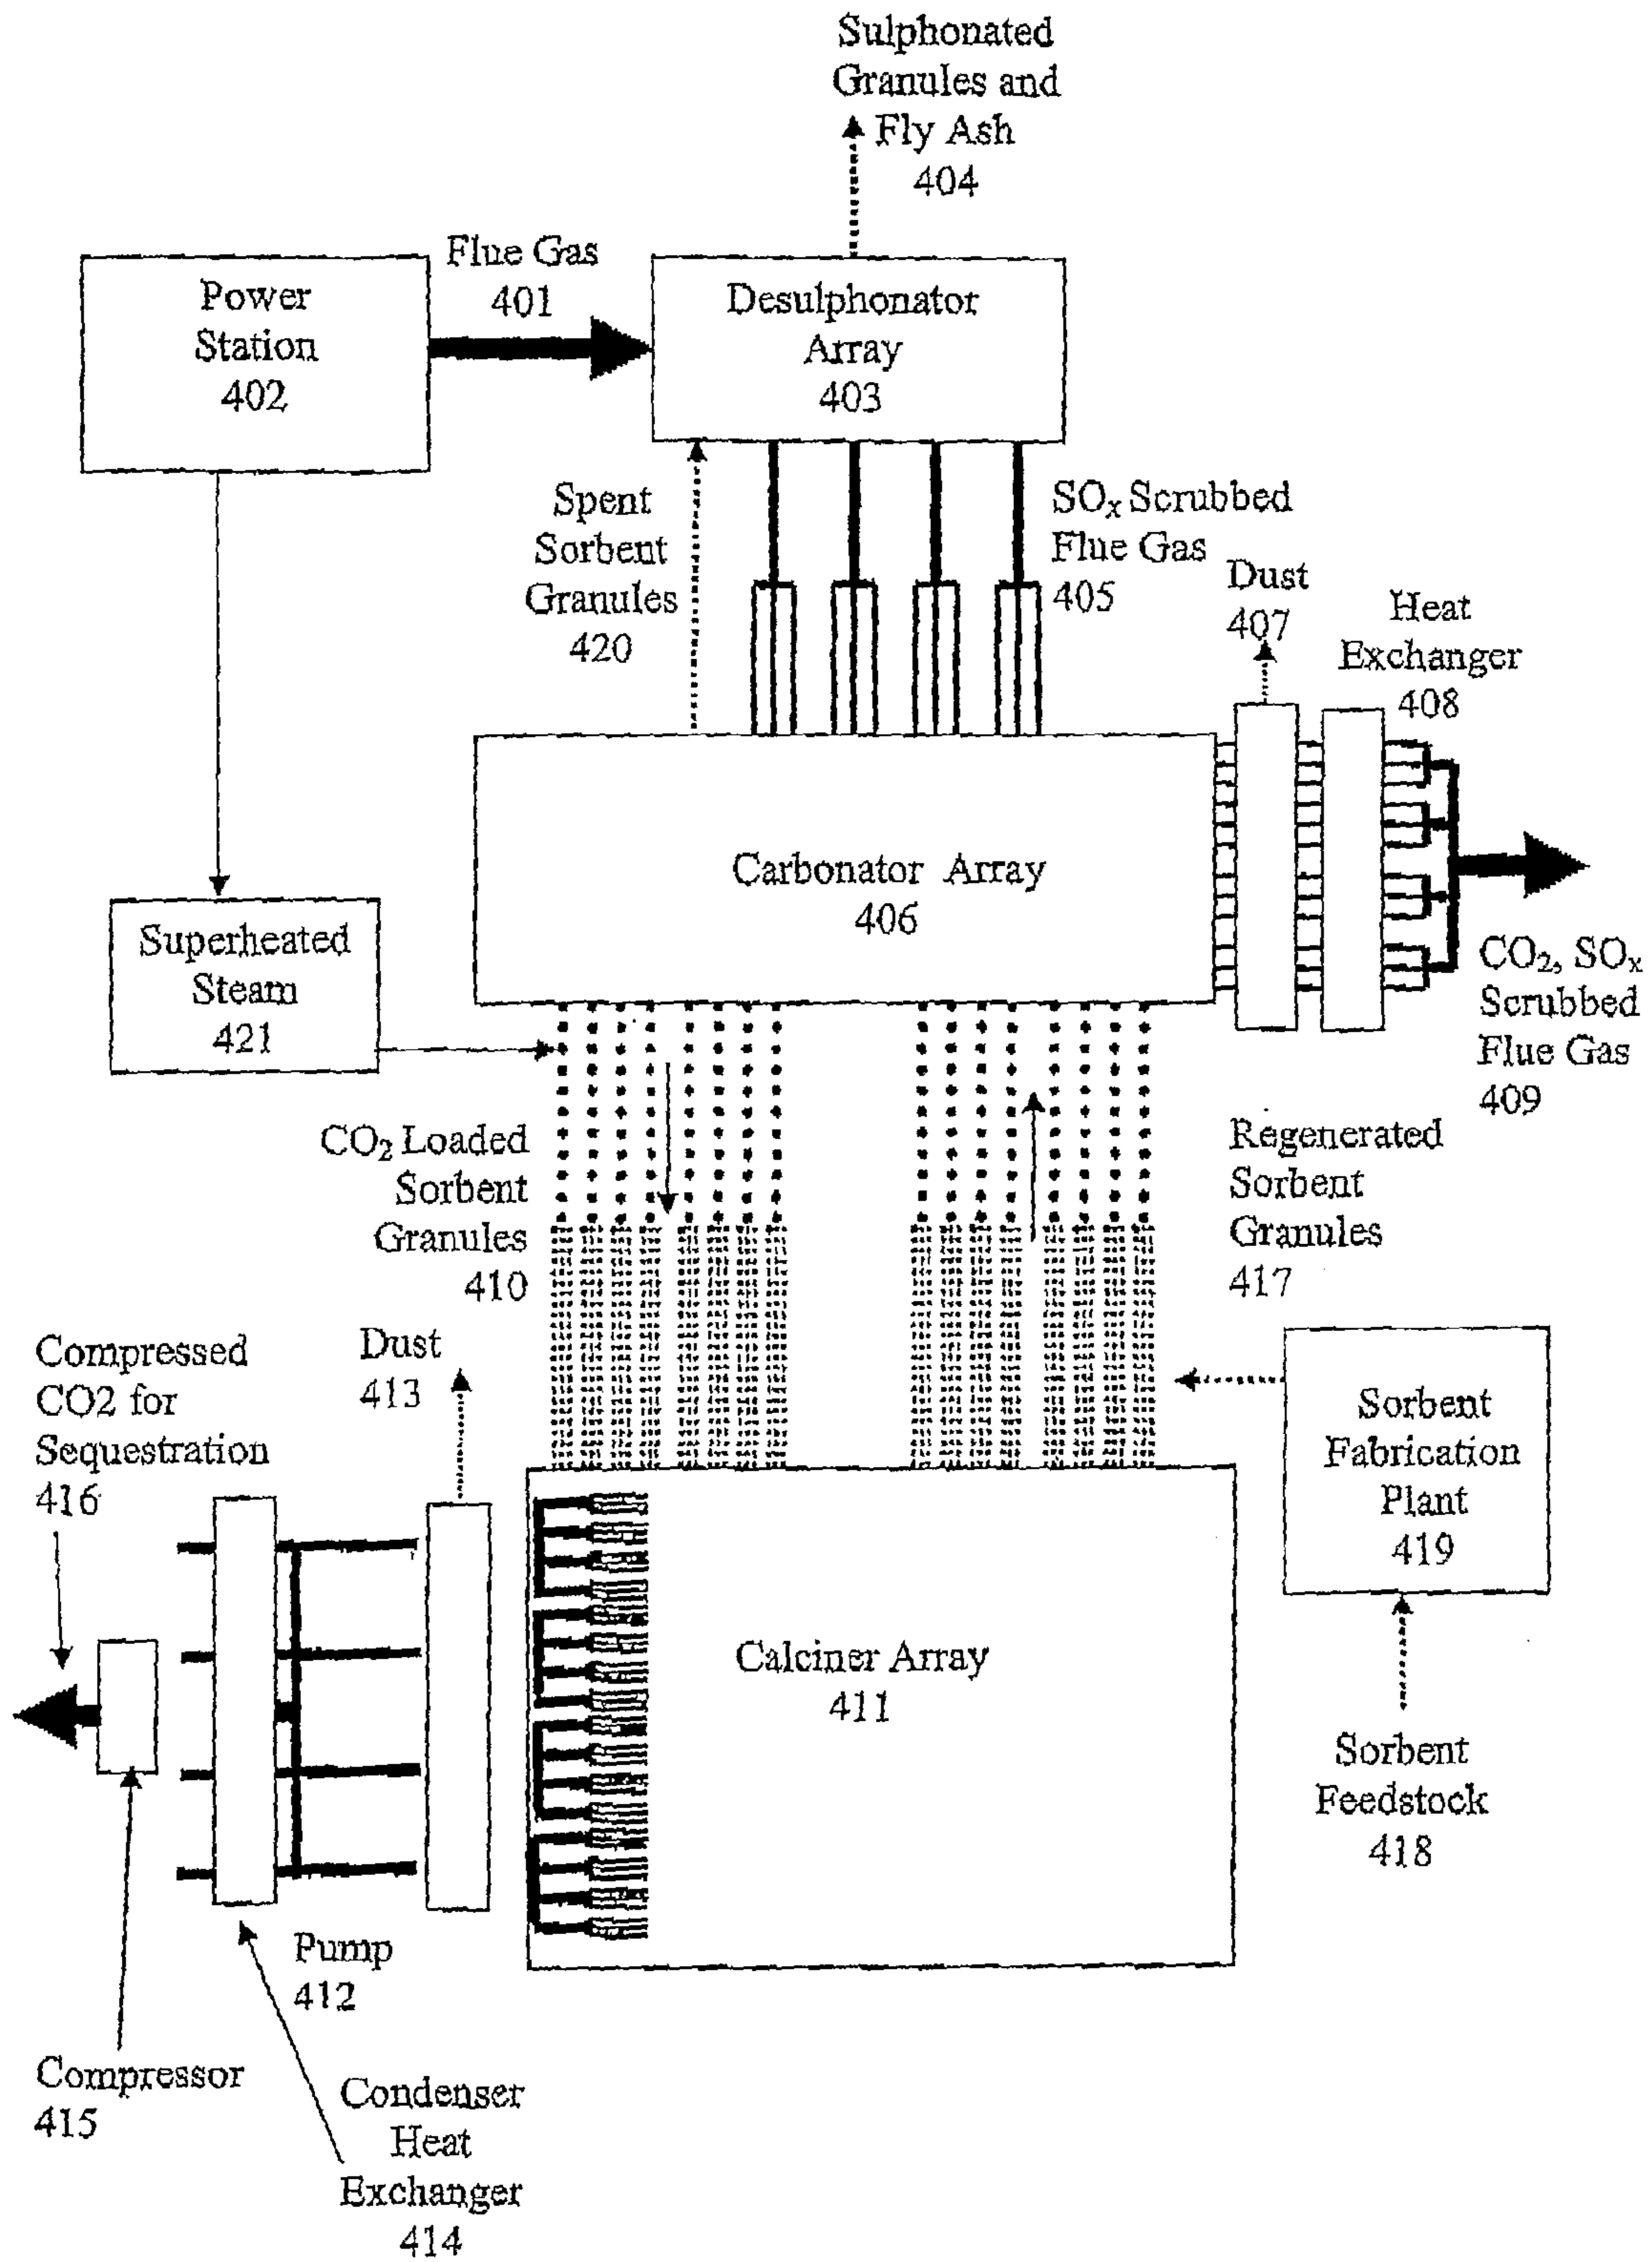 Sulphonated
Granules and
Fly Ash
404
Flue Gas
401
Power
Station
402
Desulphonator
Array
403
Spent
Sorbent
Granules
420
SOx Scrubbed
Flue Gas
405
Dust
407
Heat
Exchanger
408
Carbonator Array
406
Superheated
Steam
421
CO2, SOx
Scrubbed
Flue Gas
409
CO2 Loaded
Sorbent
Granules
410
Regenerated
Sorbent
Granules
417
Compressed
CO2 for
Sequestration
416
Dust
413
Sorbent
Fabrication
Plant
419
Calciner Array
411
Sorbent
Feedstock
418
Pump
412
Compressor
415
Condenser
Heat
Exchanger
414